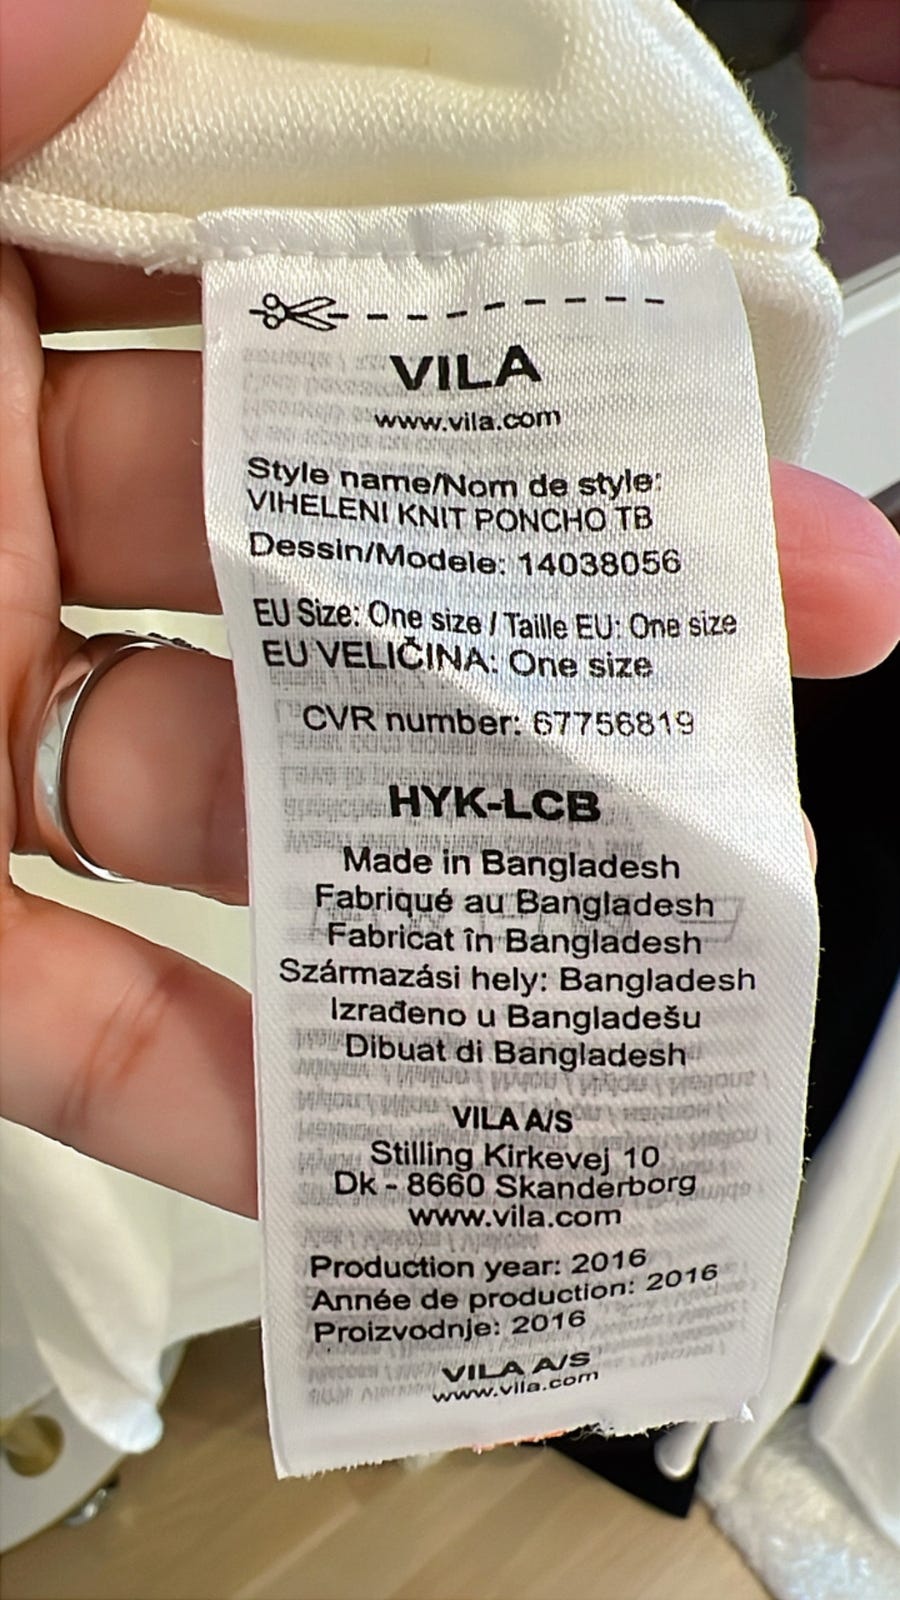 VILA
www.vila.com
Style name/Nom de style:
VIHELENI KNIT PONCHO TB
Dessin/Modele: 14038056
EU Size: One size / Taille EU: One size
EU VELIČINA: One size
CVR number: 67756819
HYK-LCB
Made in Bangladesh
Fabriqué au Bangladesh
Fabricat în Bangladesh
Származási hely: Bangladesh
Izrađeno u Bangladešu
Dibuat di Bangladesh
VILA A/S
Stilling Kirkevej 10
Dk - 8660 Skanderborg
www.vila.com
Production year: 2016
Année de production: 2016
Proizvodnje: 2016
VILA A/S
www.vila.com